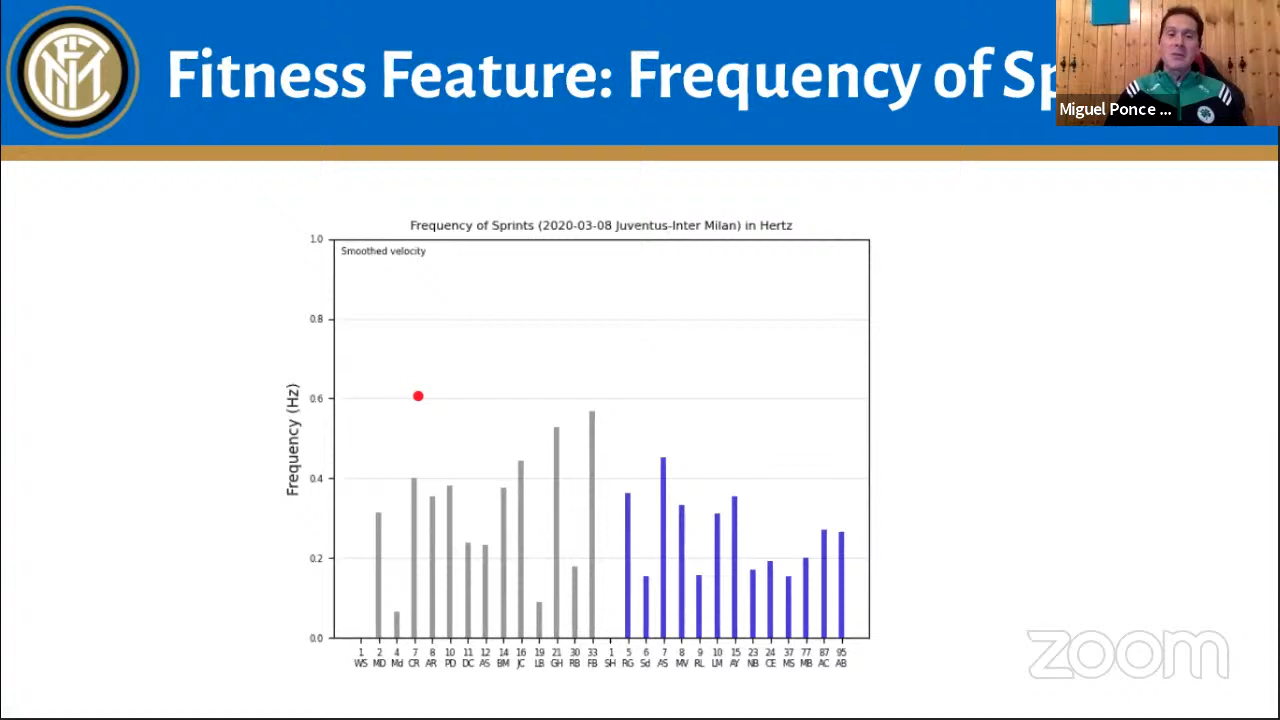 Fitness Feature: Frequency of Sp
Miguel Ponce ...
Frequency of Sprints (2020-03-08 Juventus-Inter Milan) in Hertz
Smoothed velocity
1.0
0.8
0.6
0.4
0.2
0.0
Frequency (Hz)
1 2 4 7 8 10 11 12 14 16 19 21 30 33 1 5 6 7 8 9 10 15 23 24 37 77 87 95
WS MD Md CR AR PD DC AS BM JC LB GH RB FB SH RG Sd AS MV RL LM AY NB CE MS MB AC AB
zoom